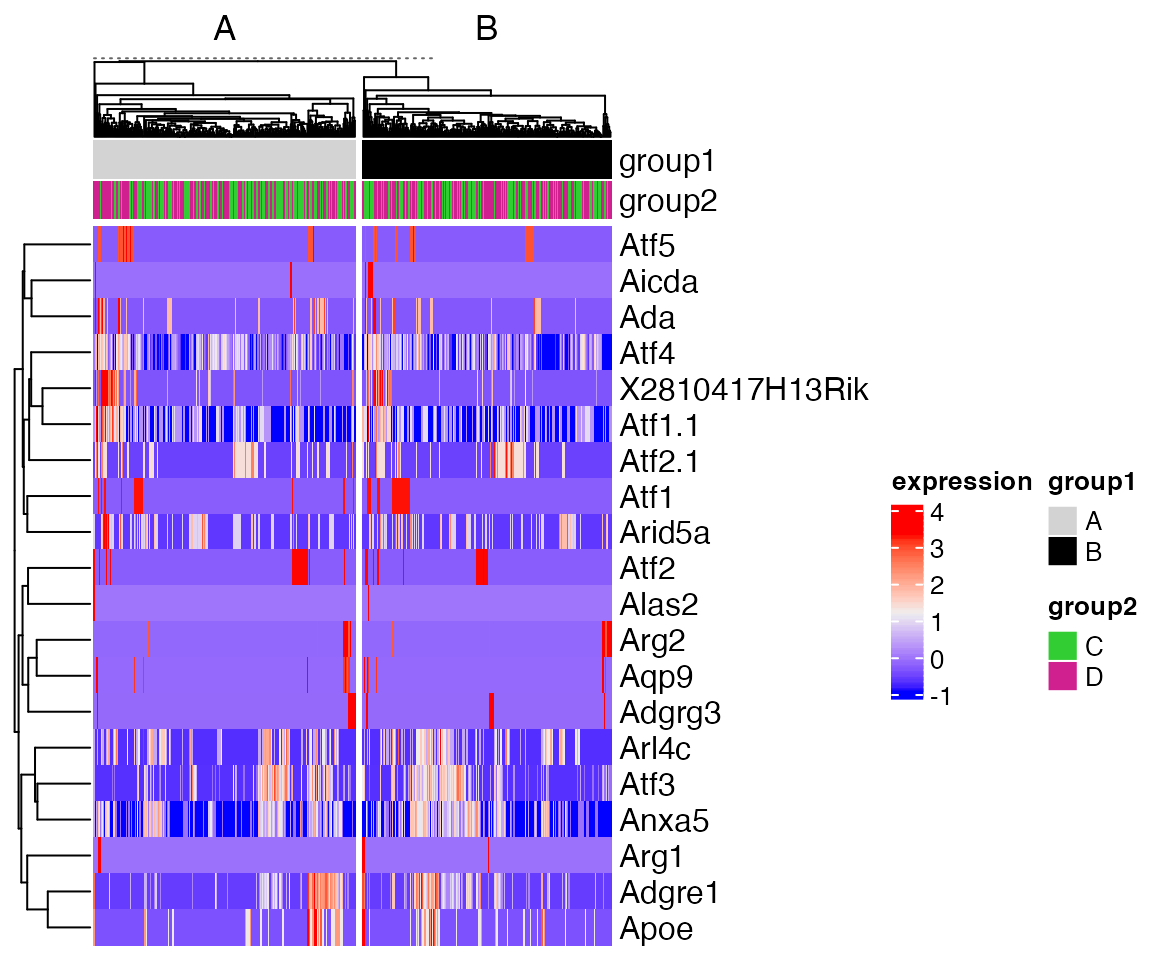 A
B
group1
group2
Atf5
Aicda
Ada
Atf4
X2810417H13Rik
Atf1.1
Atf2.1
Atf1
Arid5a
Atf2
Alas2
Arg2
Aqp9
Adgrg3
Arl4c
Atf3
Anxa5
Arg1
Adgre1
Apoe
expression
4
3
2
1
0
-1
group1
A
B
group2
C
D